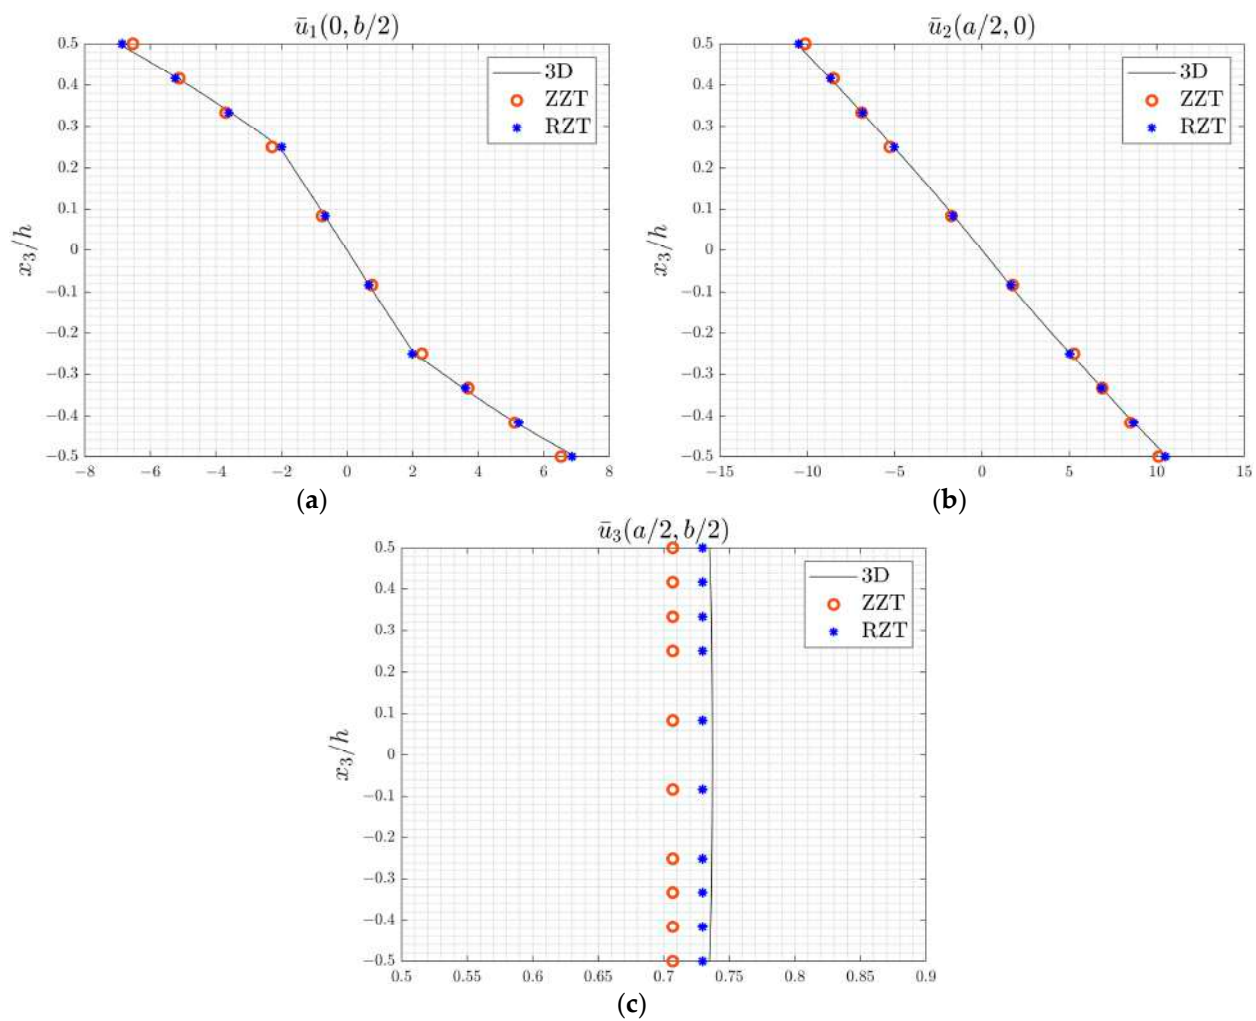 ū₁(0, b/2)
0.5
0.4
0.3
0.2
0.1
0
−0.1
−0.2
−0.3
−0.4
−0.5
x₃/h
−8 −6 −4 −2 0 2 4 6 8
3D
ZZT
RZT
(a)
ū₂(a/2, 0)
0.5
0.4
0.3
0.2
0.1
0
−0.1
−0.2
−0.3
−0.4
−0.5
x₃/h
−15 −10 −5 0 5 10 15
3D
ZZT
RZT
(b)
ū₃(a/2, b/2)
0.5
0.4
0.3
0.2
0.1
0
−0.1
−0.2
−0.3
−0.4
−0.5
x₃/h
0.5 0.55 0.6 0.65 0.7 0.75 0.8 0.85 0.9
3D
ZZT
RZT
(c)